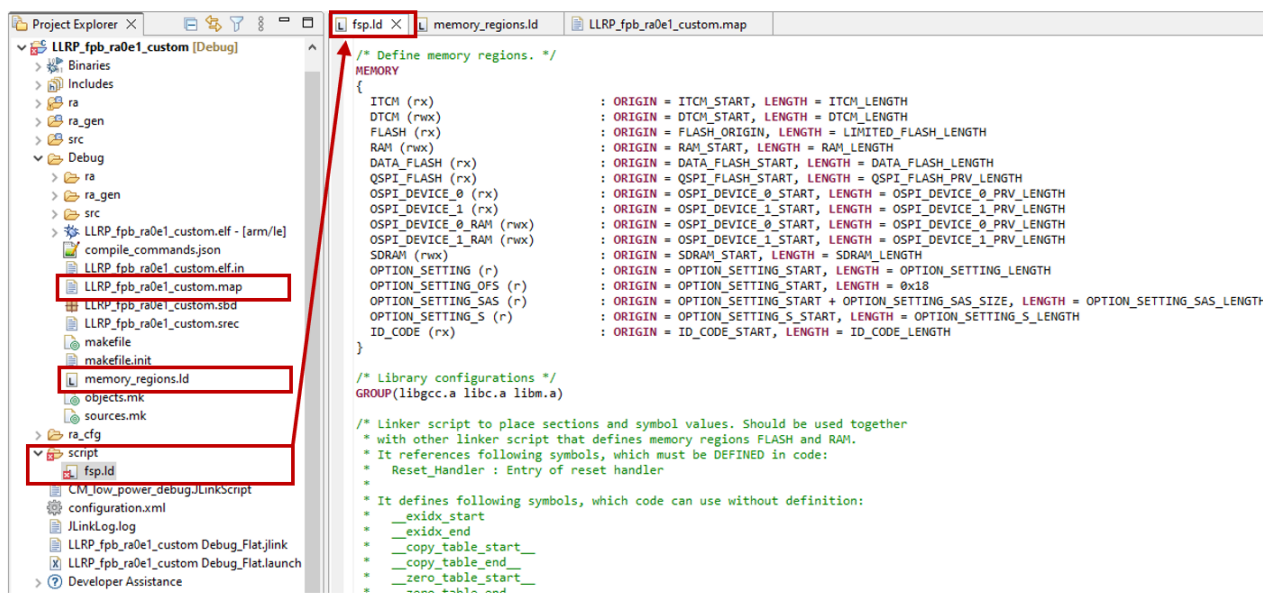 Project Explorer
LLRP_fpb_ra0e1_custom [Debug]
Binaries
Includes
ra
ra_gen
src
Debug
ra
ra_gen
src
LLRP_fpb_ra0e1_custom.elf - [arm/le]
compile_commands.json
LLRP_fpb_ra0e1_custom.elf.in
LLRP_fpb_ra0e1_custom.map
LLRP_fpb_ra0e1_custom.sbd
LLRP_fpb_ra0e1_custom.srec
makefile
makefile.init
memory_regions.ld
objects.mk
sources.mk
ra_cfg
script
fsp.ld
CM_low_power_debug.JLinkScript
configuration.xml
JLinkLog.log
LLRP_fpb_ra0e1_custom Debug_Flat.jlink
LLRP_fpb_ra0e1_custom Debug_Flat.launch
Developer Assistance
fsp.ld
memory_regions.ld
LLRP_fpb_ra0e1_custom.map
/* Define memory regions. */
MEMORY
{
ITCM (rx) : ORIGIN = ITCM_START, LENGTH = ITCM_LENGTH
DTCM (rwx) : ORIGIN = DTCM_START, LENGTH = DTCM_LENGTH
FLASH (rx) : ORIGIN = FLASH_ORIGIN, LENGTH = LIMITED_FLASH_LENGTH
RAM (rwx) : ORIGIN = RAM_START, LENGTH = RAM_LENGTH
DATA_FLASH (rx) : ORIGIN = DATA_FLASH_START, LENGTH = DATA_FLASH_LENGTH
QSPI_FLASH (rx) : ORIGIN = QSPI_FLASH_START, LENGTH = QSPI_FLASH_PRV_LENGTH
OSPI_DEVICE_0 (rx) : ORIGIN = OSPI_DEVICE_0_START, LENGTH = OSPI_DEVICE_0_PRV_LENGTH
OSPI_DEVICE_1 (rx) : ORIGIN = OSPI_DEVICE_1_START, LENGTH = OSPI_DEVICE_1_PRV_LENGTH
OSPI_DEVICE_0_RAM (rwx) : ORIGIN = OSPI_DEVICE_0_START, LENGTH = OSPI_DEVICE_0_PRV_LENGTH
OSPI_DEVICE_1_RAM (rwx) : ORIGIN = OSPI_DEVICE_1_START, LENGTH = OSPI_DEVICE_1_PRV_LENGTH
SDRAM (rwx) : ORIGIN = SDRAM_START, LENGTH = SDRAM_LENGTH
OPTION_SETTING (r) : ORIGIN = OPTION_SETTING_START, LENGTH = OPTION_SETTING_LENGTH
OPTION_SETTING_OFS (r) : ORIGIN = OPTION_SETTING_START, LENGTH = 0x18
OPTION_SETTING_SAS (r) : ORIGIN = OPTION_SETTING_START + OPTION_SETTING_SAS_SIZE, LENGTH = OPTION_SETTING_SAS_LENGTH
OPTION_SETTING_S (r) : ORIGIN = OPTION_SETTING_S_START, LENGTH = OPTION_SETTING_S_LENGTH
ID_CODE (rx) : ORIGIN = ID_CODE_START, LENGTH = ID_CODE_LENGTH
}
/* Library configurations */
GROUP(libgcc.a libc.a libm.a)
/* Linker script to place sections and symbol values. Should be used together
* with other linker script that defines memory regions FLASH and RAM.
* It references following symbols, which must be DEFINED in code:
* Reset_Handler : Entry of reset handler
*
* It defines following symbols, which code can use without definition:
* __exidx_start
* __exidx_end
* __copy_table_start__
* __copy_table_end__
* __zero_table_start__
* __zero_table_end__